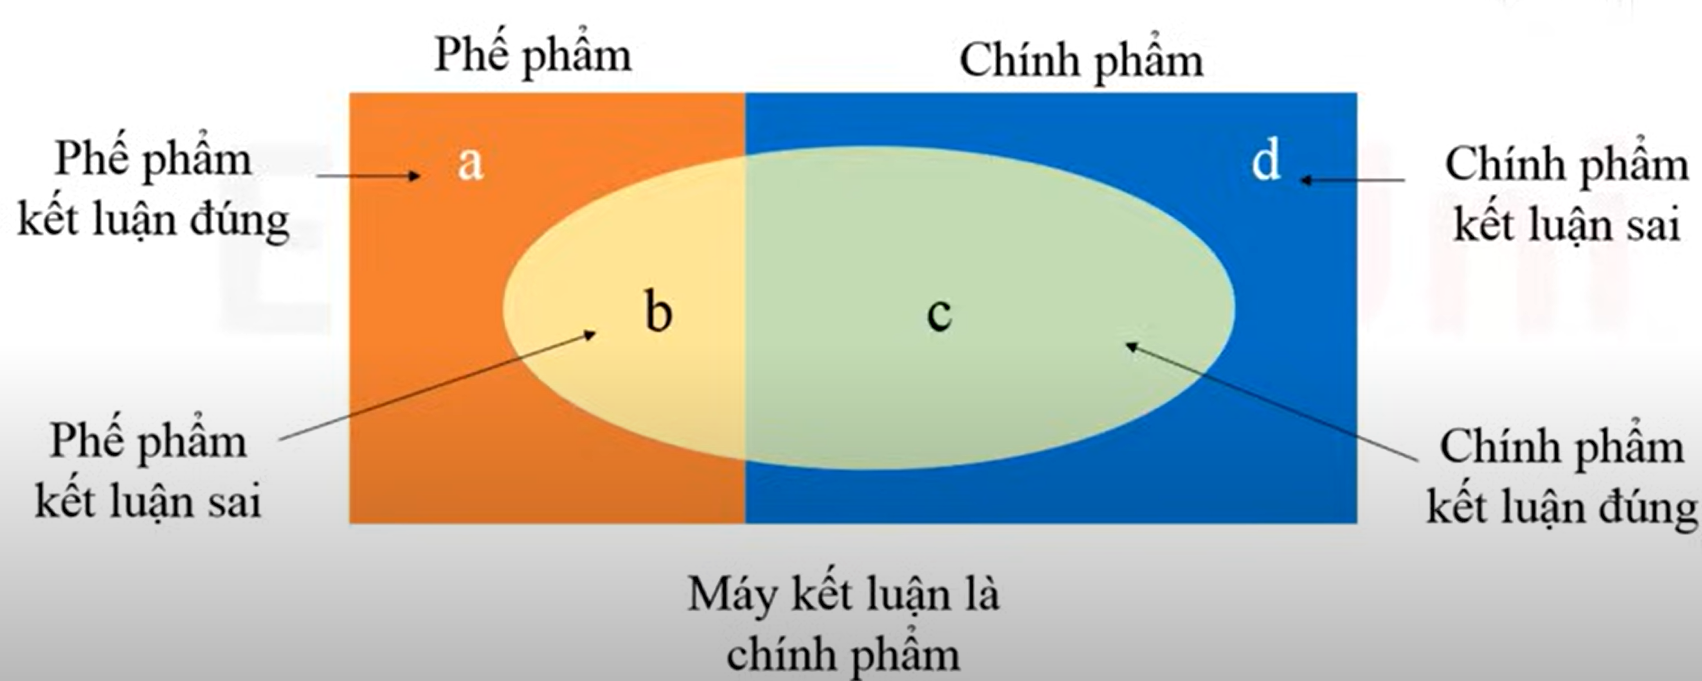 Phế phẩm
Chính phẩm
Phế phẩm
kết luận đúng
a
d
Chính phẩm
kết luận sai
b
c
Phế phẩm
kết luận sai
Chính phẩm
kết luận đúng
Máy kết luận là
chính phẩm